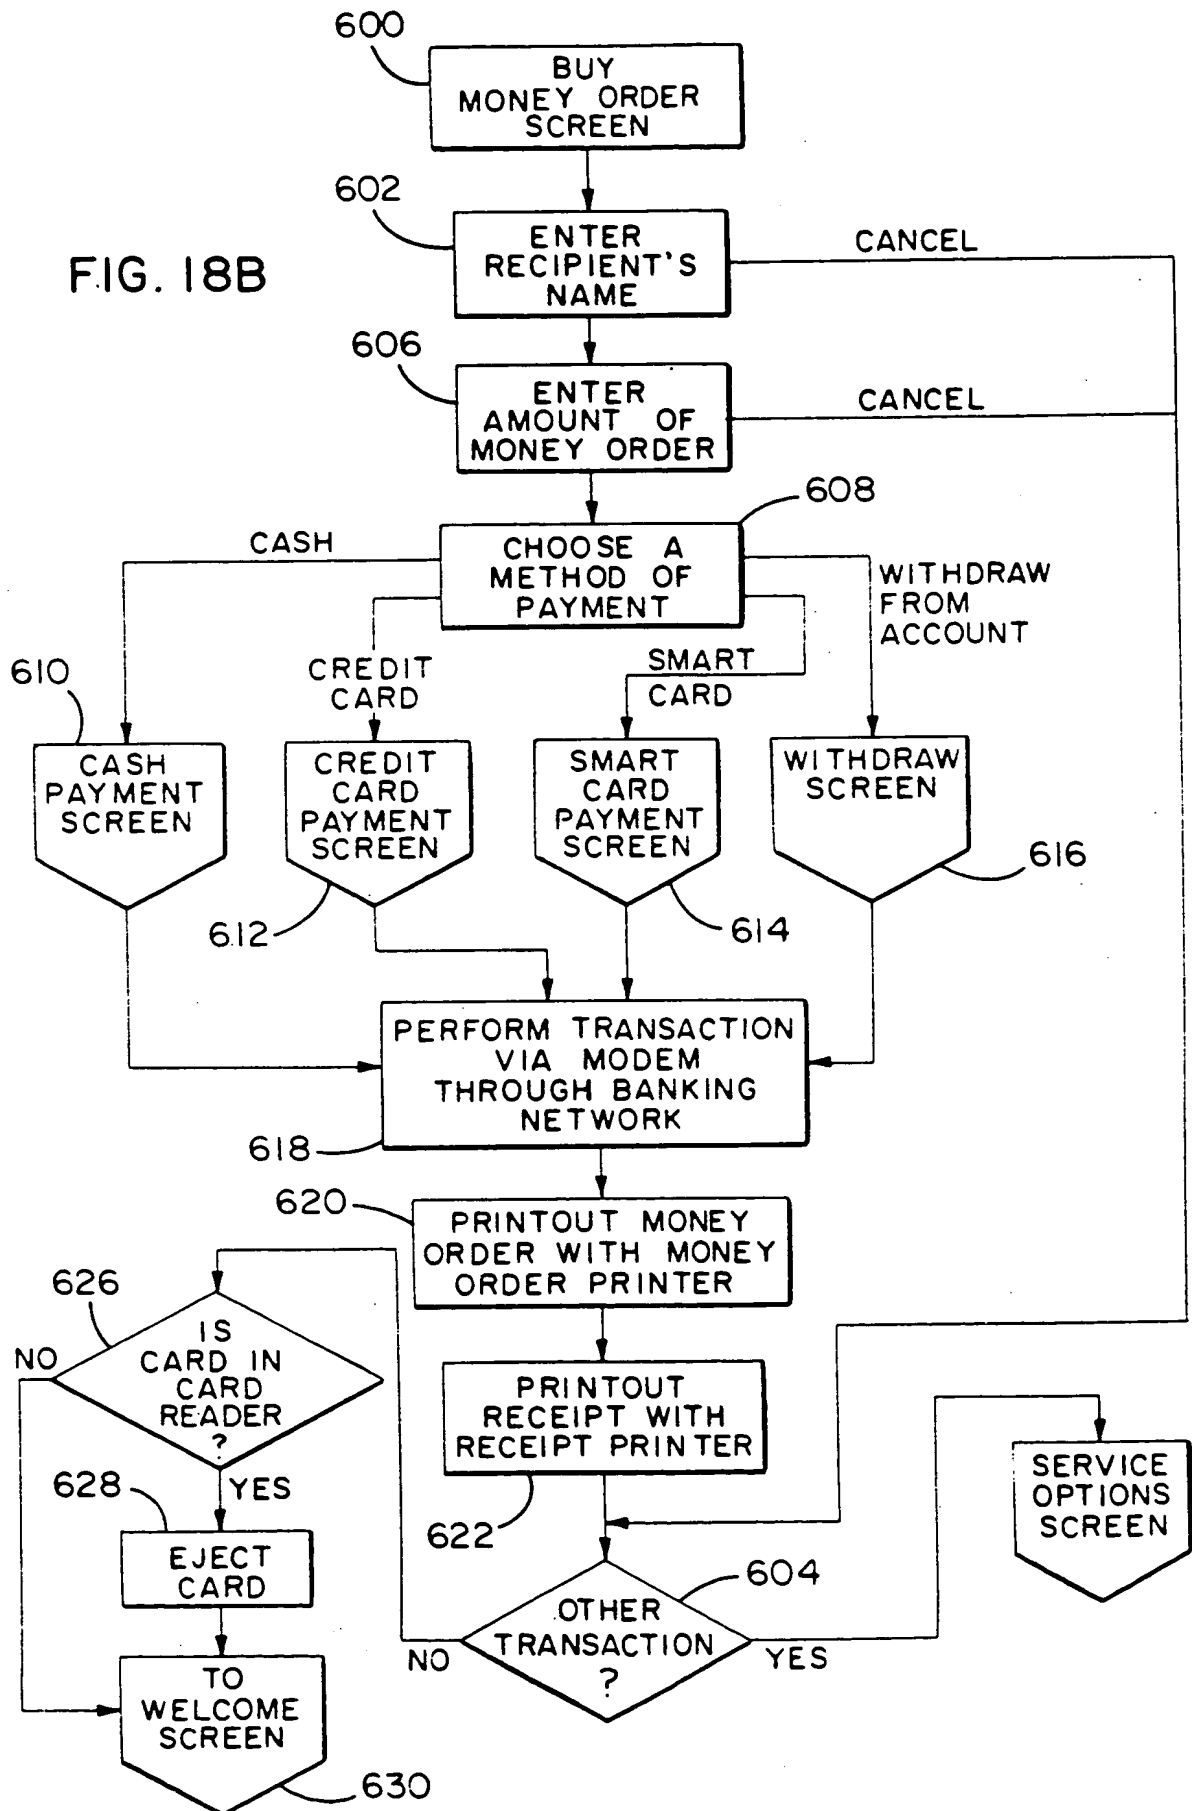 600
BUY
MONEY ORDER
SCREEN
602
ENTER
RECIPIENT'S
NAME
CANCEL
FIG. 18B
606
ENTER
AMOUNT OF
MONEY ORDER
CANCEL
608
CHOOSE A
METHOD OF
PAYMENT
CASH
CREDIT
CARD
SMART
CARD
WITHDRAW
FROM
ACCOUNT
610
CASH
PAYMENT
SCREEN
CREDIT
CARD
PAYMENT
SCREEN
612
SMART
CARD
PAYMENT
SCREEN
614
WITHDRAW
SCREEN
616
PERFORM TRANSACTION
VIA MODEM
THROUGH BANKING
NETWORK
618
620
PRINTOUT MONEY
ORDER WITH MONEY
ORDER PRINTER
626
IS
CARD IN
CARD
READER
?
NO
YES
PRINTOUT
RECEIPT WITH
RECEIPT PRINTER
622
SERVICE
OPTIONS
SCREEN
628
EJECT
CARD
604
OTHER
TRANSACTION
?
NO
YES
TO
WELCOME
SCREEN
630